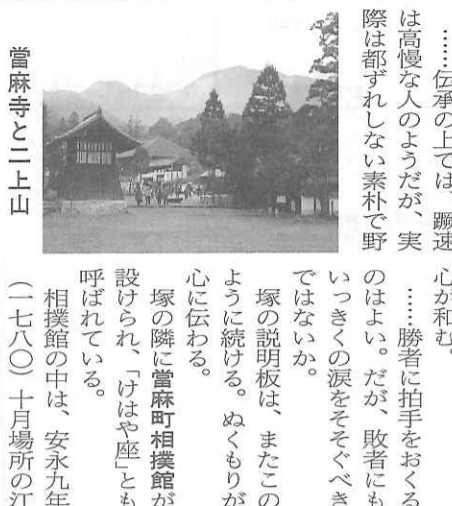 ……伝承の上では、蹶速
は高慢な人のようだが、実
際は都ずれしない素朴で野
當麻寺と二上山
心が和む。
……勝者に拍手をおくる
のはよい。だが、敗者にも
いっきくの涙をそそぐべき
ではないか。
塚の説明板は、またこの
ように続ける。ぬくもりが
心に伝わる。
塚の隣に當麻町相撲館が
設けられ、「けはや座」とも
呼ばれている。
相撲館の中は、安永九年
(一七八〇)十月場所の江